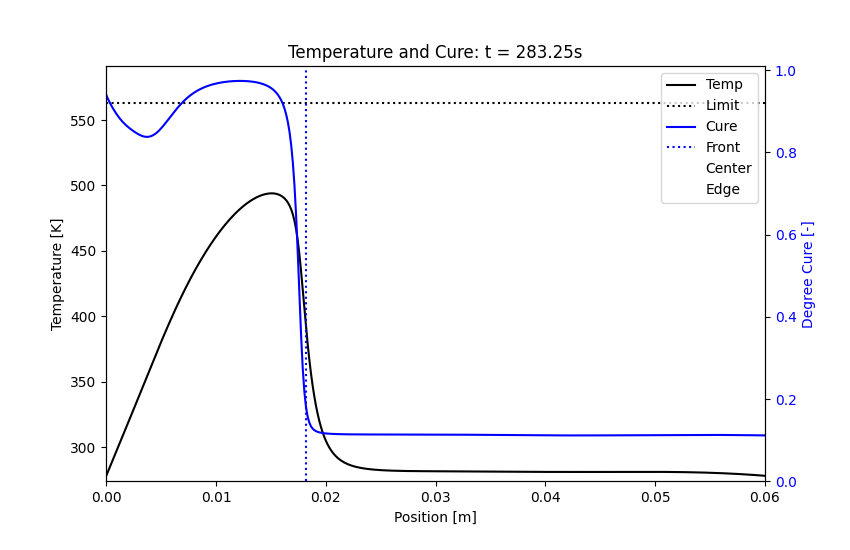 Temperature and Cure: t = 283.25s
Temp
Limit
Cure
Front
Center
Edge
Temperature [K]
550
500
450
400
350
300
Degree Cure [-]
1.0
0.8
0.6
0.4
0.2
0.0
0.00 0.01 0.02 0.03 0.04 0.05 0.06
Position [m]